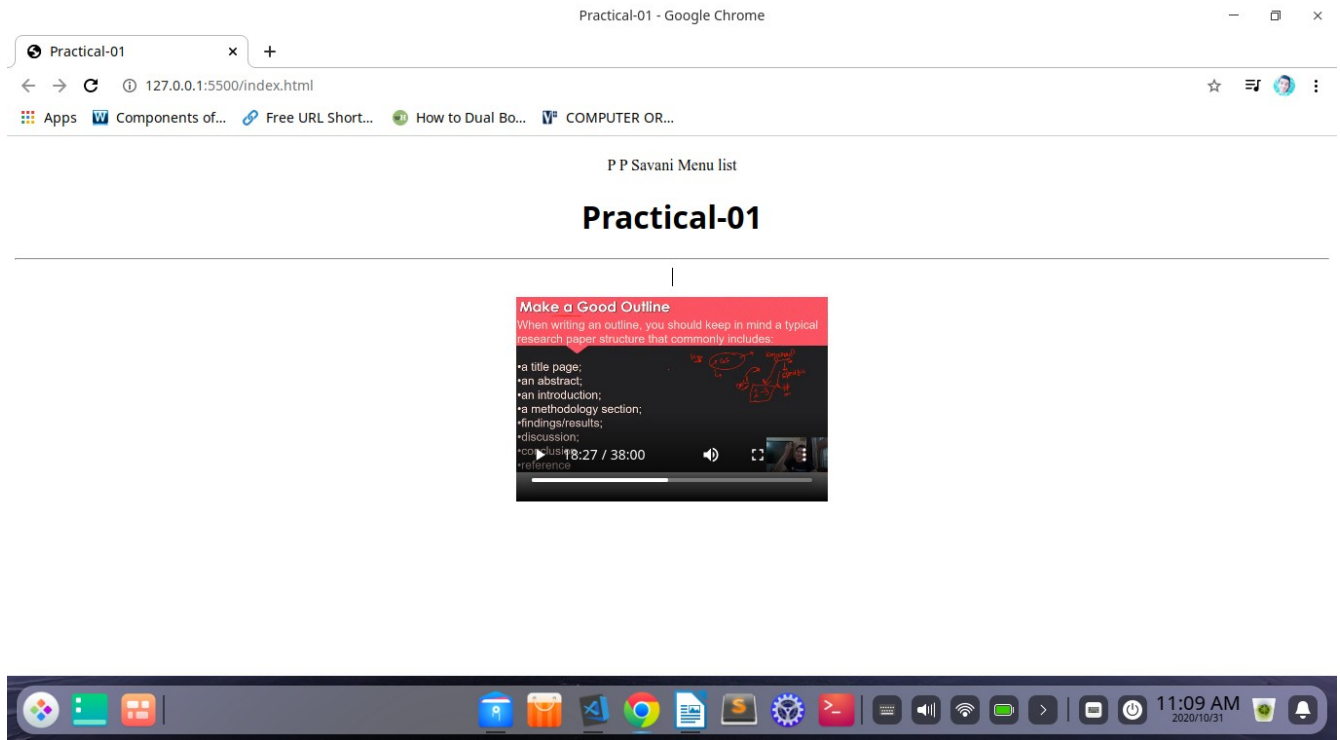 Practical-01 - Google Chrome
Practical-01
127.0.0.1:5500/index.html
Apps Components of... Free URL Short... How to Dual Bo... COMPUTER OR...
P P Savani Menu list
Practical-01
Make a Good Outline
When writing an outline, you should keep in mind a typical
research paper structure that commonly includes:
•a title page;
•an abstract;
•an introduction;
•a methodology section;
•findings/results;
•discussion;
•conclusion
18:27 / 38:00
•reference
11:09 AM
2020/10/31